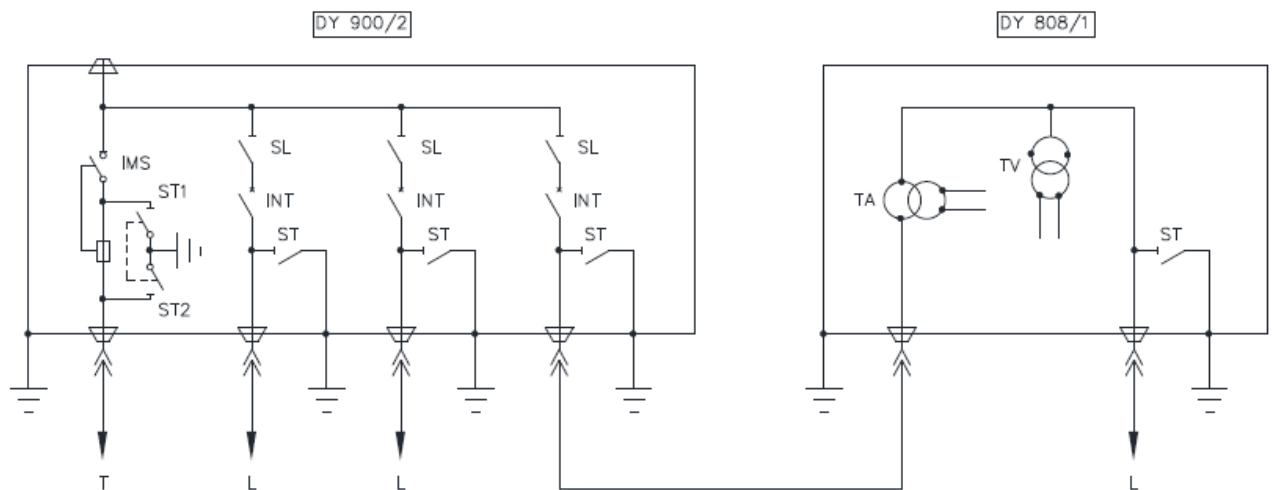 DY 900/2
DY 808/1
IMS
SL
SL
SL
TV
ST1
INT
INT
INT
TA
ST
ST
ST
ST
ST2
T
L
L
L